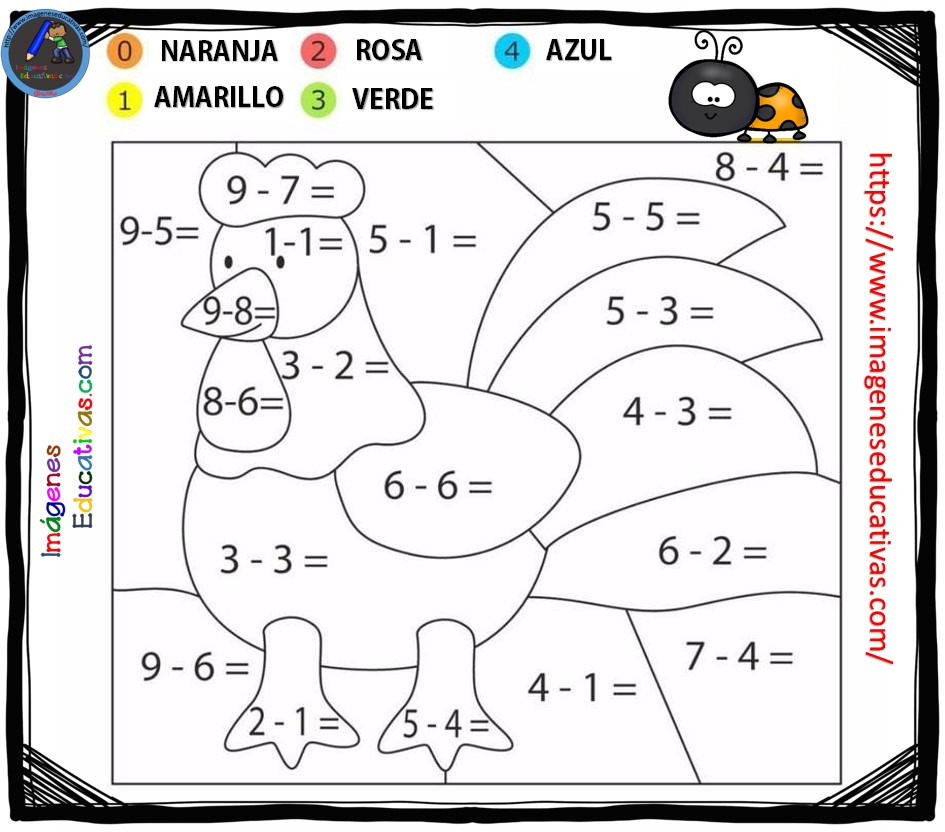 0 NARANJA 2 ROSA 4 AZUL
1 AMARILLO 3 VERDE
8 - 4 =
9 - 7 =
5 - 5 =
9-5=
1-1=
5 - 1 =
9-8=
5 - 3 =
3 - 2 =
8-6=
4 - 3 =
6 - 6 =
3 - 3 =
6 - 2 =
9 - 6 =
4 - 1 =
7 - 4 =
2 - 1 =
5 - 4 =
Imágenes
Educativas.com
https://www.imageneseducativas.com/